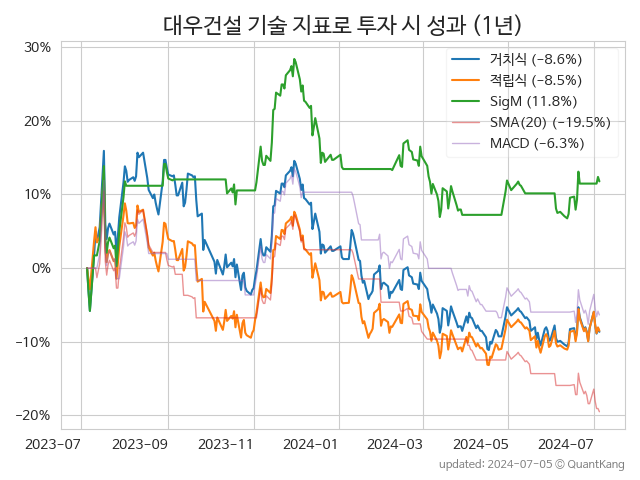 대우건설 기술 지표로 투자 시 성과 (1년)
거치식 (−8.6%)
적립식 (−8.5%)
SigM (11.8%)
SMA(20) (−19.5%)
MACD (−6.3%)
30%
20%
10%
0%
−10%
−20%
2023-07 2023-09 2023-11 2024-01 2024-03 2024-05 2024-07
updated: 2024-07-05 © QuantKang